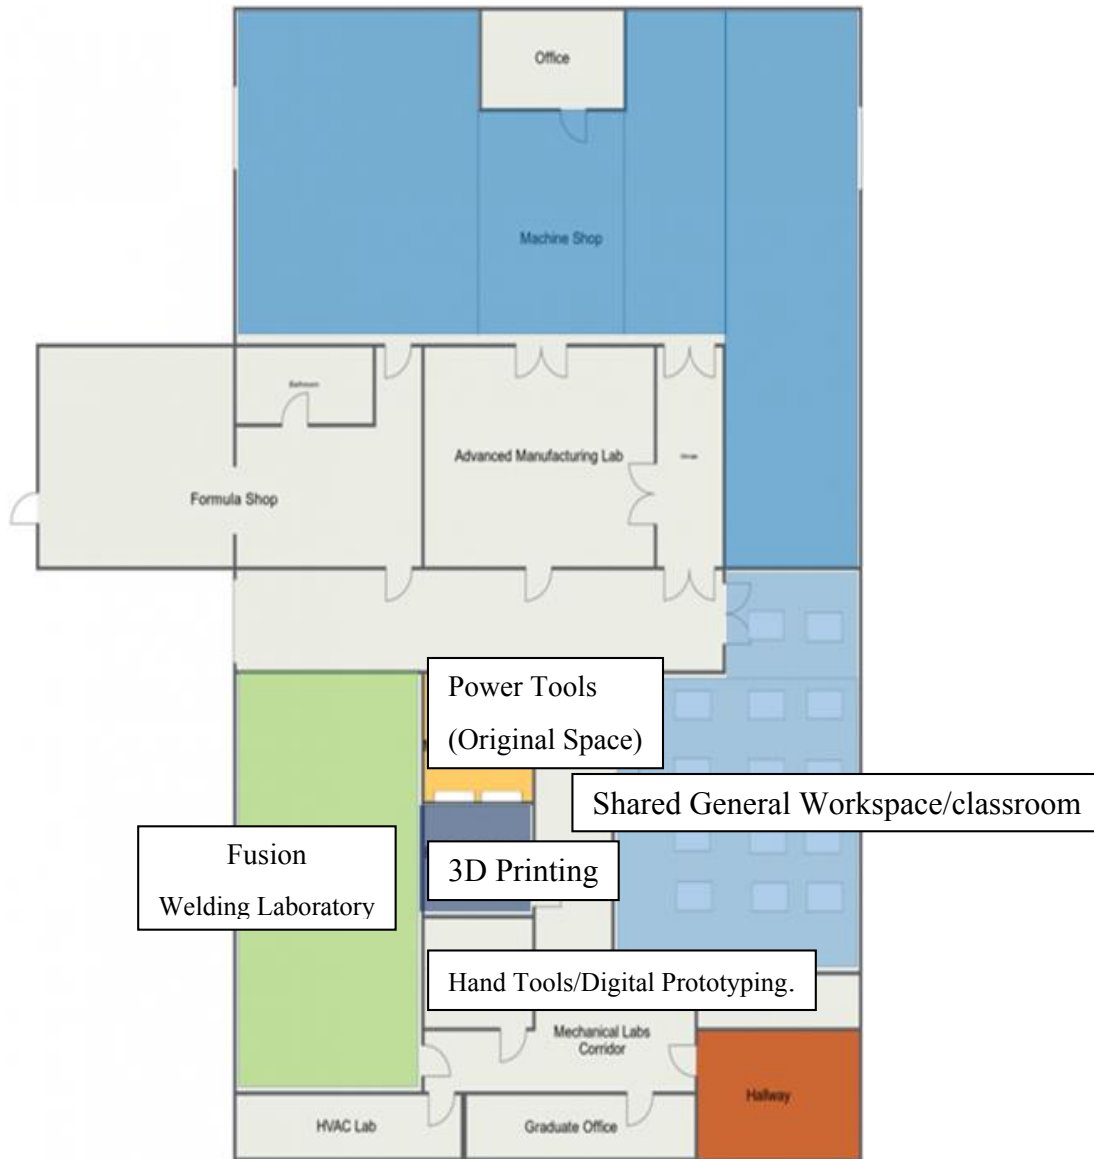 Office
Machine Shop
Bathroom
Advanced Manufacturing Lab
Formula Shop
Power Tools
(Original Space)
Shared General Workspace/classroom
Fusion
Welding Laboratory
3D Printing
Hand Tools/Digital Prototyping.
Mechanical Labs
Corridor
Hallway
HVAC Lab
Graduate Office